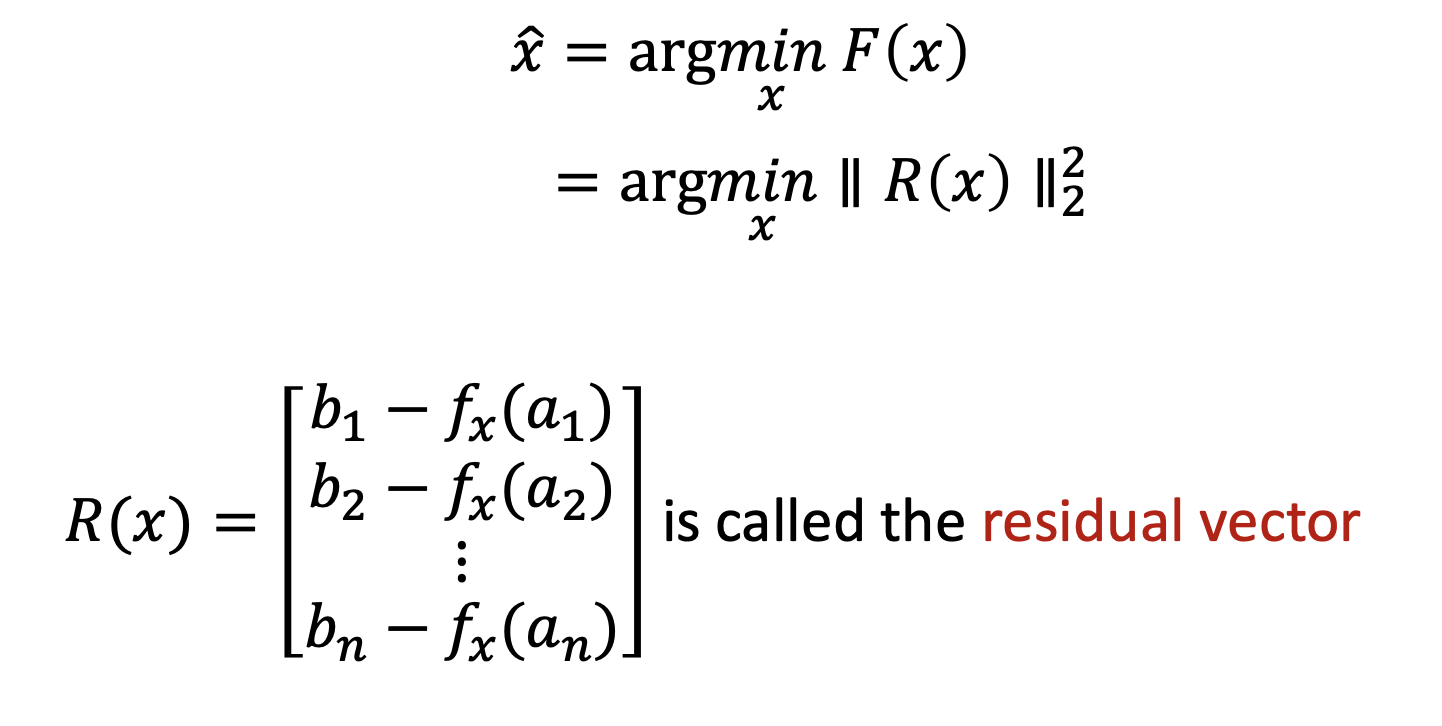 x̂ = argmin F(x)
x
= argmin ‖ R(x) ‖₂²
x
R(x) = [ b₁ − fₓ(a₁)
b₂ − fₓ(a₂)
⋮
bₙ − fₓ(aₙ) ] is called the residual vector